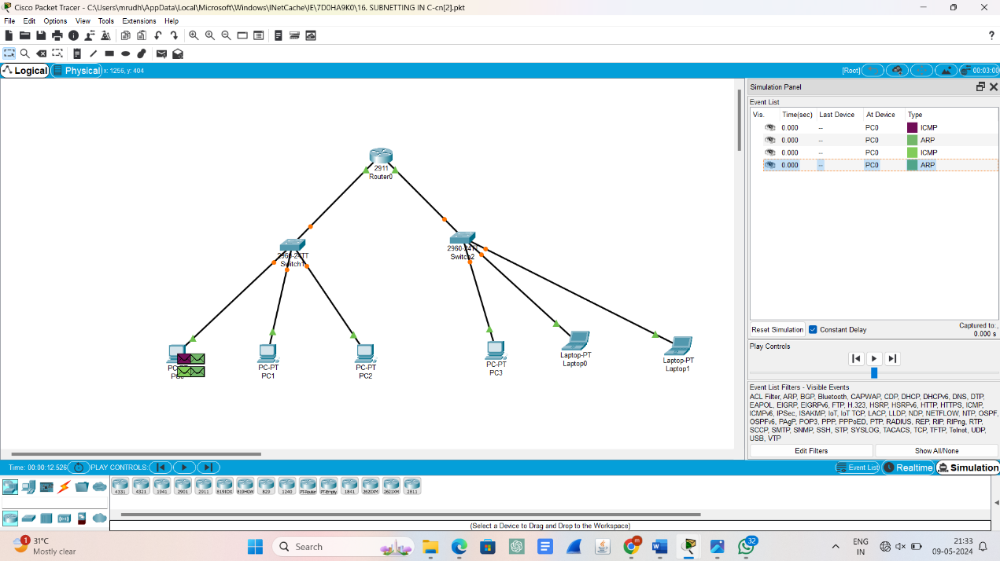 Cisco Packet Tracer - C:\Users\mrudh\AppData\Local\Microsoft\Windows\INetCache\IE\7D0HA9K0\16. SUBNETTING IN C-cn[2].pkt
File Edit Options View Tools Extensions Help
Logical Physical x: 1256, y: 404 [Root] 00:03:00
Simulation Panel
Event List
Vis. Time(sec) Last Device At Device Type
0.000 -- PC0 ICMP
0.000 -- PC0 ARP
0.000 -- PC0 ICMP
0.000 -- PC0 ARP
2911
Router0
2960-24TT
Switch1
2960-24TT
Switch2
PC-PT
PC-PT
PC1
PC-PT
PC2
PC-PT
PC3
Laptop-PT
Laptop0
Laptop-PT
Laptop1
Reset Simulation Constant Delay Captured to:,
0.000 s
Play Controls
Event List Filters - Visible Events
ACL Filter, ARP, BGP, Bluetooth, CAPWAP, CDP, DHCP, DHCPv6, DNS, DTP,
EAPOL, EIGRP, EIGRPv6, FTP, H.323, HSRP, HSRPv6, HTTP, HTTPS, ICMP,
ICMPv6, IPSec, ISAKMP, IoT, IoT TCP, LACP, LLDP, NDP, NETFLOW, NTP, OSPF,
OSPFv6, PAgP, POP3, PPP, PPPoED, PTP, RADIUS, REP, RIP, RIPng, RTP,
SCCP, SMTP, SNMP, SSH, STP, SYSLOG, TACACS, TCP, TFTP, Telnet, UDP,
USB, VTP
Edit Filters Show All/None
Time: 00:00:12.526 PLAY CONTROLS: Event List Realtime Simulation
4331 4321 1941 2901 2911 819IOX 819HGW 829 1240 PT-Router PT-Empty 1841 2620XM 2621XM 2811
(Select a Device to Drag and Drop to the Workspace)
1 31°C
Mostly clear
Search
m
32
ENG
IN
21:33
09-05-2024